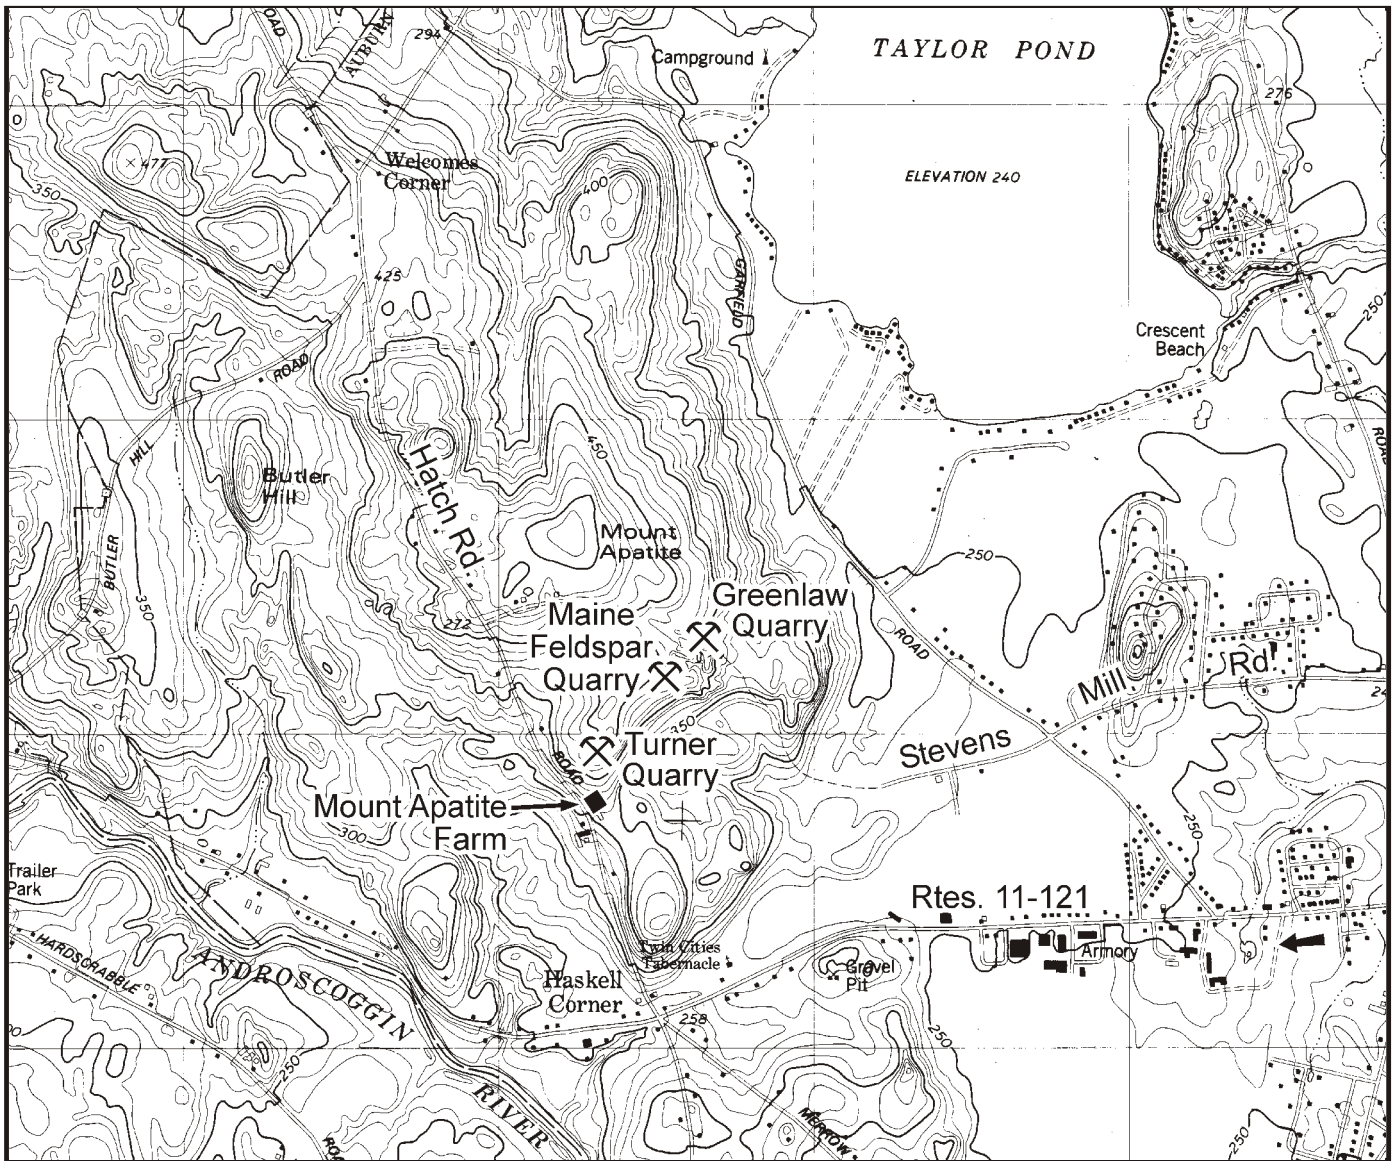 ROAD
AUBURN
294
Campground
TAYLOR POND
276
477
Welcomes
Corner
350
400
ELEVATION 240
425
GARFIELD
250
Crescent
Beach
ROAD
450
HILL
Hatch Rd.
ROAD
Butler
Hill
Mount
Apatite
250
BUTLER
350
272
Maine
Feldspar
Quarry
Greenlaw
Quarry
ROAD
Mill Rd
Stevens
350
Turner
Quarry
ROAD
Mount Apatite
Farm
300
250
Trailer
Park
Rtes. 11-121
HARDSCRABBLE
ANDROSCOGGIN
RIVER
Twin Cities
Tabernacle
Armory
Gravel
Pit
Haskell
Corner
258
250
250
MERROW
250